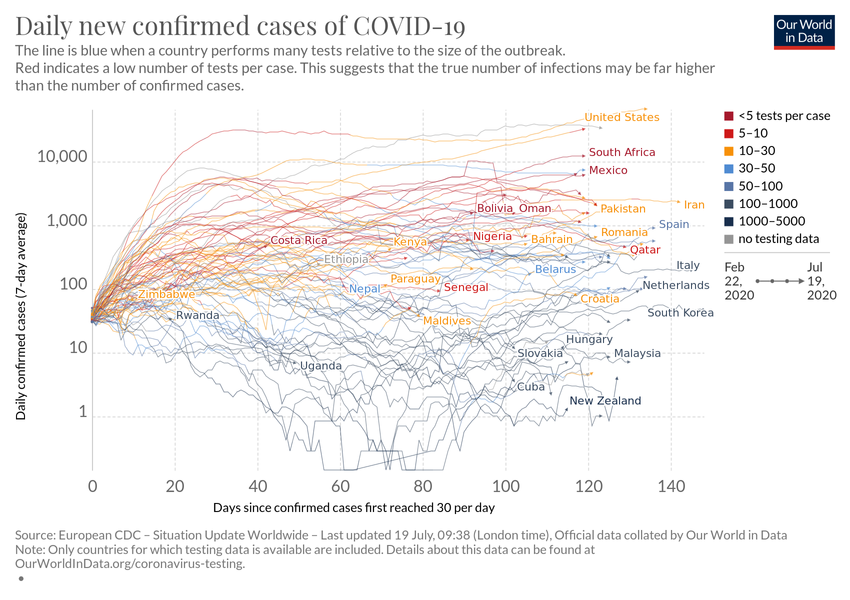 Daily new confirmed cases of COVID-19
Our World
in Data
The line is blue when a country performs many tests relative to the size of the outbreak.
Red indicates a low number of tests per case. This suggests that the true number of infections may be far higher
than the number of confirmed cases.
Daily confirmed cases (7-day average)
10,000
1,000
100
10
1
0
20
40
60
80
100
120
140
Days since confirmed cases first reached 30 per day
United States
South Africa
Mexico
Iran
Bolivia
Oman
Pakistan
Spain
Romania
Costa Rica
Kenya
Nigeria
Bahrain
Qatar
Ethiopia
Italy
Belarus
Paraguay
Nepal
Senegal
Netherlands
Zimbabwe
Croatia
Rwanda
Maldives
South Korea
Hungary
Slovakia
Malaysia
Uganda
Cuba
New Zealand
<5 tests per case
5–10
10–30
30–50
50–100
100–1000
1000–5000
no testing data
Feb
22,
2020
Jul
19,
2020
Source: European CDC – Situation Update Worldwide – Last updated 19 July, 09:38 (London time), Official data collated by Our World in Data
Note: Only countries for which testing data is available are included. Details about this data can be found at
OurWorldInData.org/coronavirus-testing.